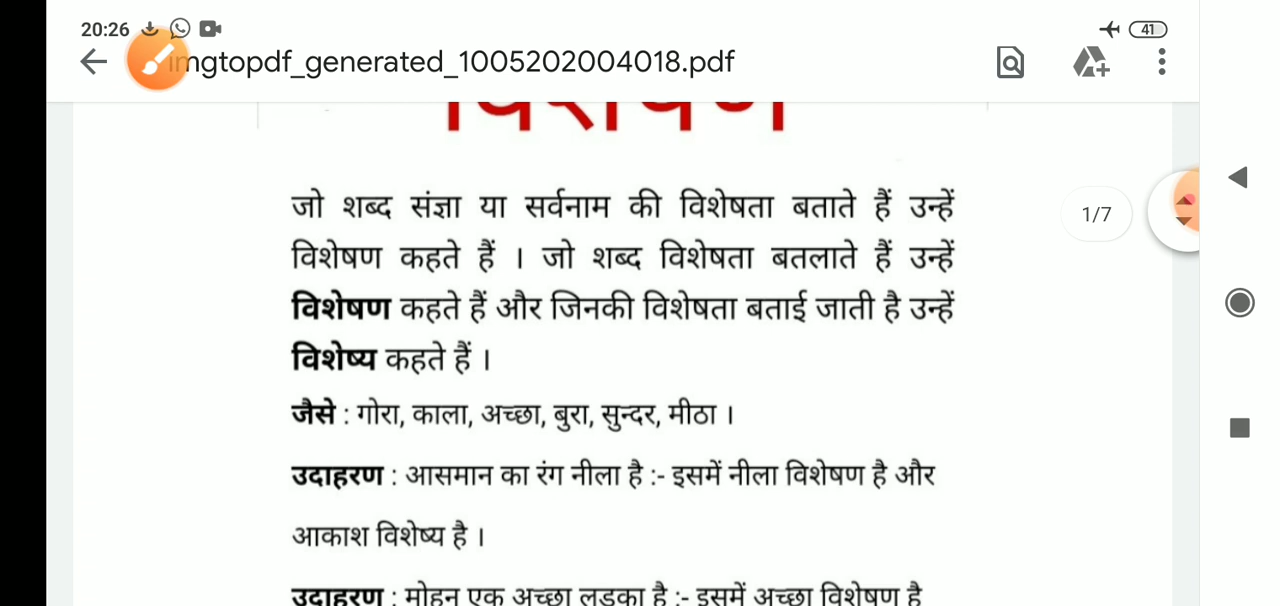 20:26
41
imgtopdf_generated_1005202004018.pdf
विशेषण
1/7
जो शब्द संज्ञा या सर्वनाम की विशेषता बताते हैं उन्हें
विशेषण कहते हैं । जो शब्द विशेषता बतलाते हैं उन्हें
विशेषण कहते हैं और जिनकी विशेषता बताई जाती है उन्हें
विशेष्य कहते हैं ।
जैसे : गोरा, काला, अच्छा, बुरा, सुन्दर, मीठा ।
उदाहरण : आसमान का रंग नीला है :- इसमें नीला विशेषण है और
आकाश विशेष्य है ।
उदाहरण : मोहन एक अच्छा लड़का है :- इसमें अच्छा विशेषण है